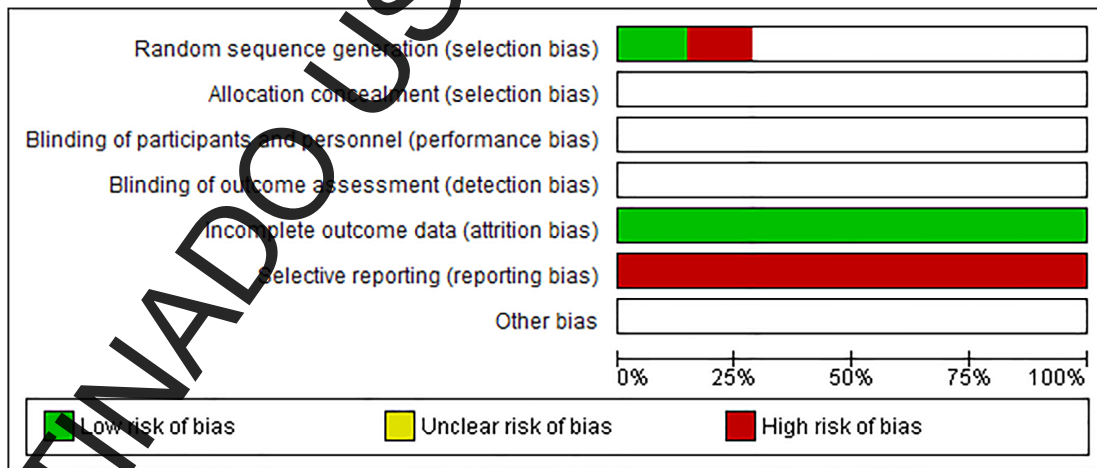 Random sequence generation (selection bias)
Allocation concealment (selection bias)
Blinding of participants and personnel (performance bias)
Blinding of outcome assessment (detection bias)
Incomplete outcome data (attrition bias)
Selective reporting (reporting bias)
Other bias
0% 25% 50% 75% 100%
Low risk of bias Unclear risk of bias High risk of bias
TINADO US